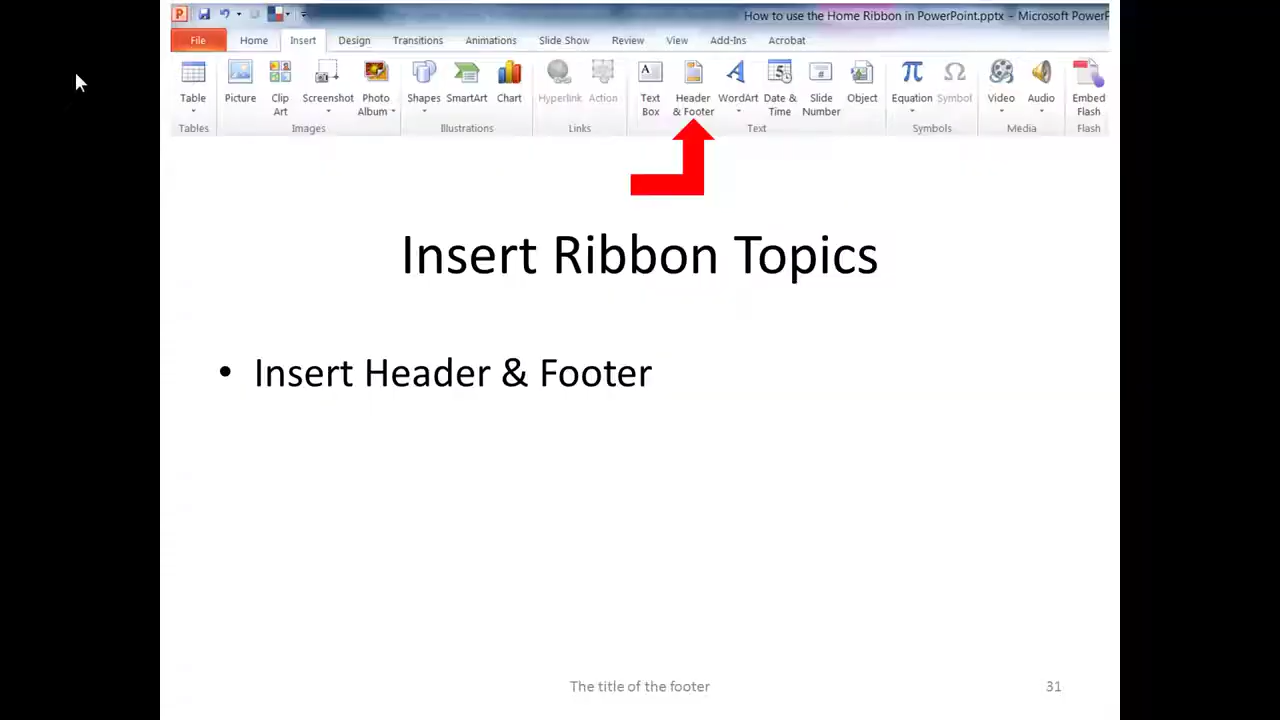 How to use the Home Ribbon in PowerPoint.pptx – Microsoft PowerP
File Home Insert Design Transitions Animations Slide Show Review View Add-Ins Acrobat
Table Picture Clip Art Screenshot Photo Album Shapes SmartArt Chart Hyperlink Action Text Box Header & Footer WordArt Date & Time Slide Number Object Equation Symbol Video Audio Embed Flash
Tables Images Illustrations Links Text Symbols Media Flash
Insert Ribbon Topics
• Insert Header & Footer
The title of the footer 31